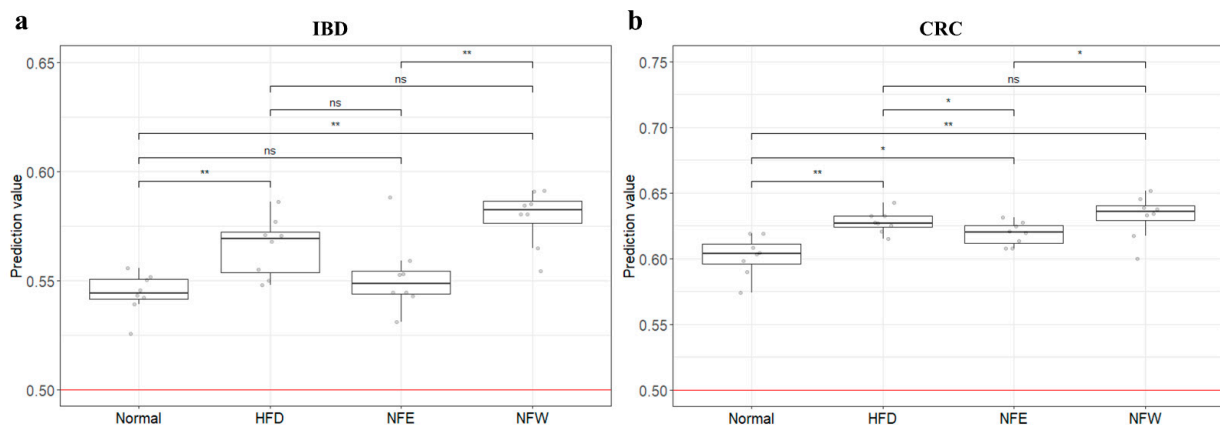 a
IBD
Prediction value
0.65
0.60
0.55
0.50
**
ns
ns
**
ns
**
Normal HFD NFE NFW
b
CRC
Prediction value
0.75
0.70
0.65
0.60
0.55
0.50
*
ns
*
**
*
**
Normal HFD NFE NFW